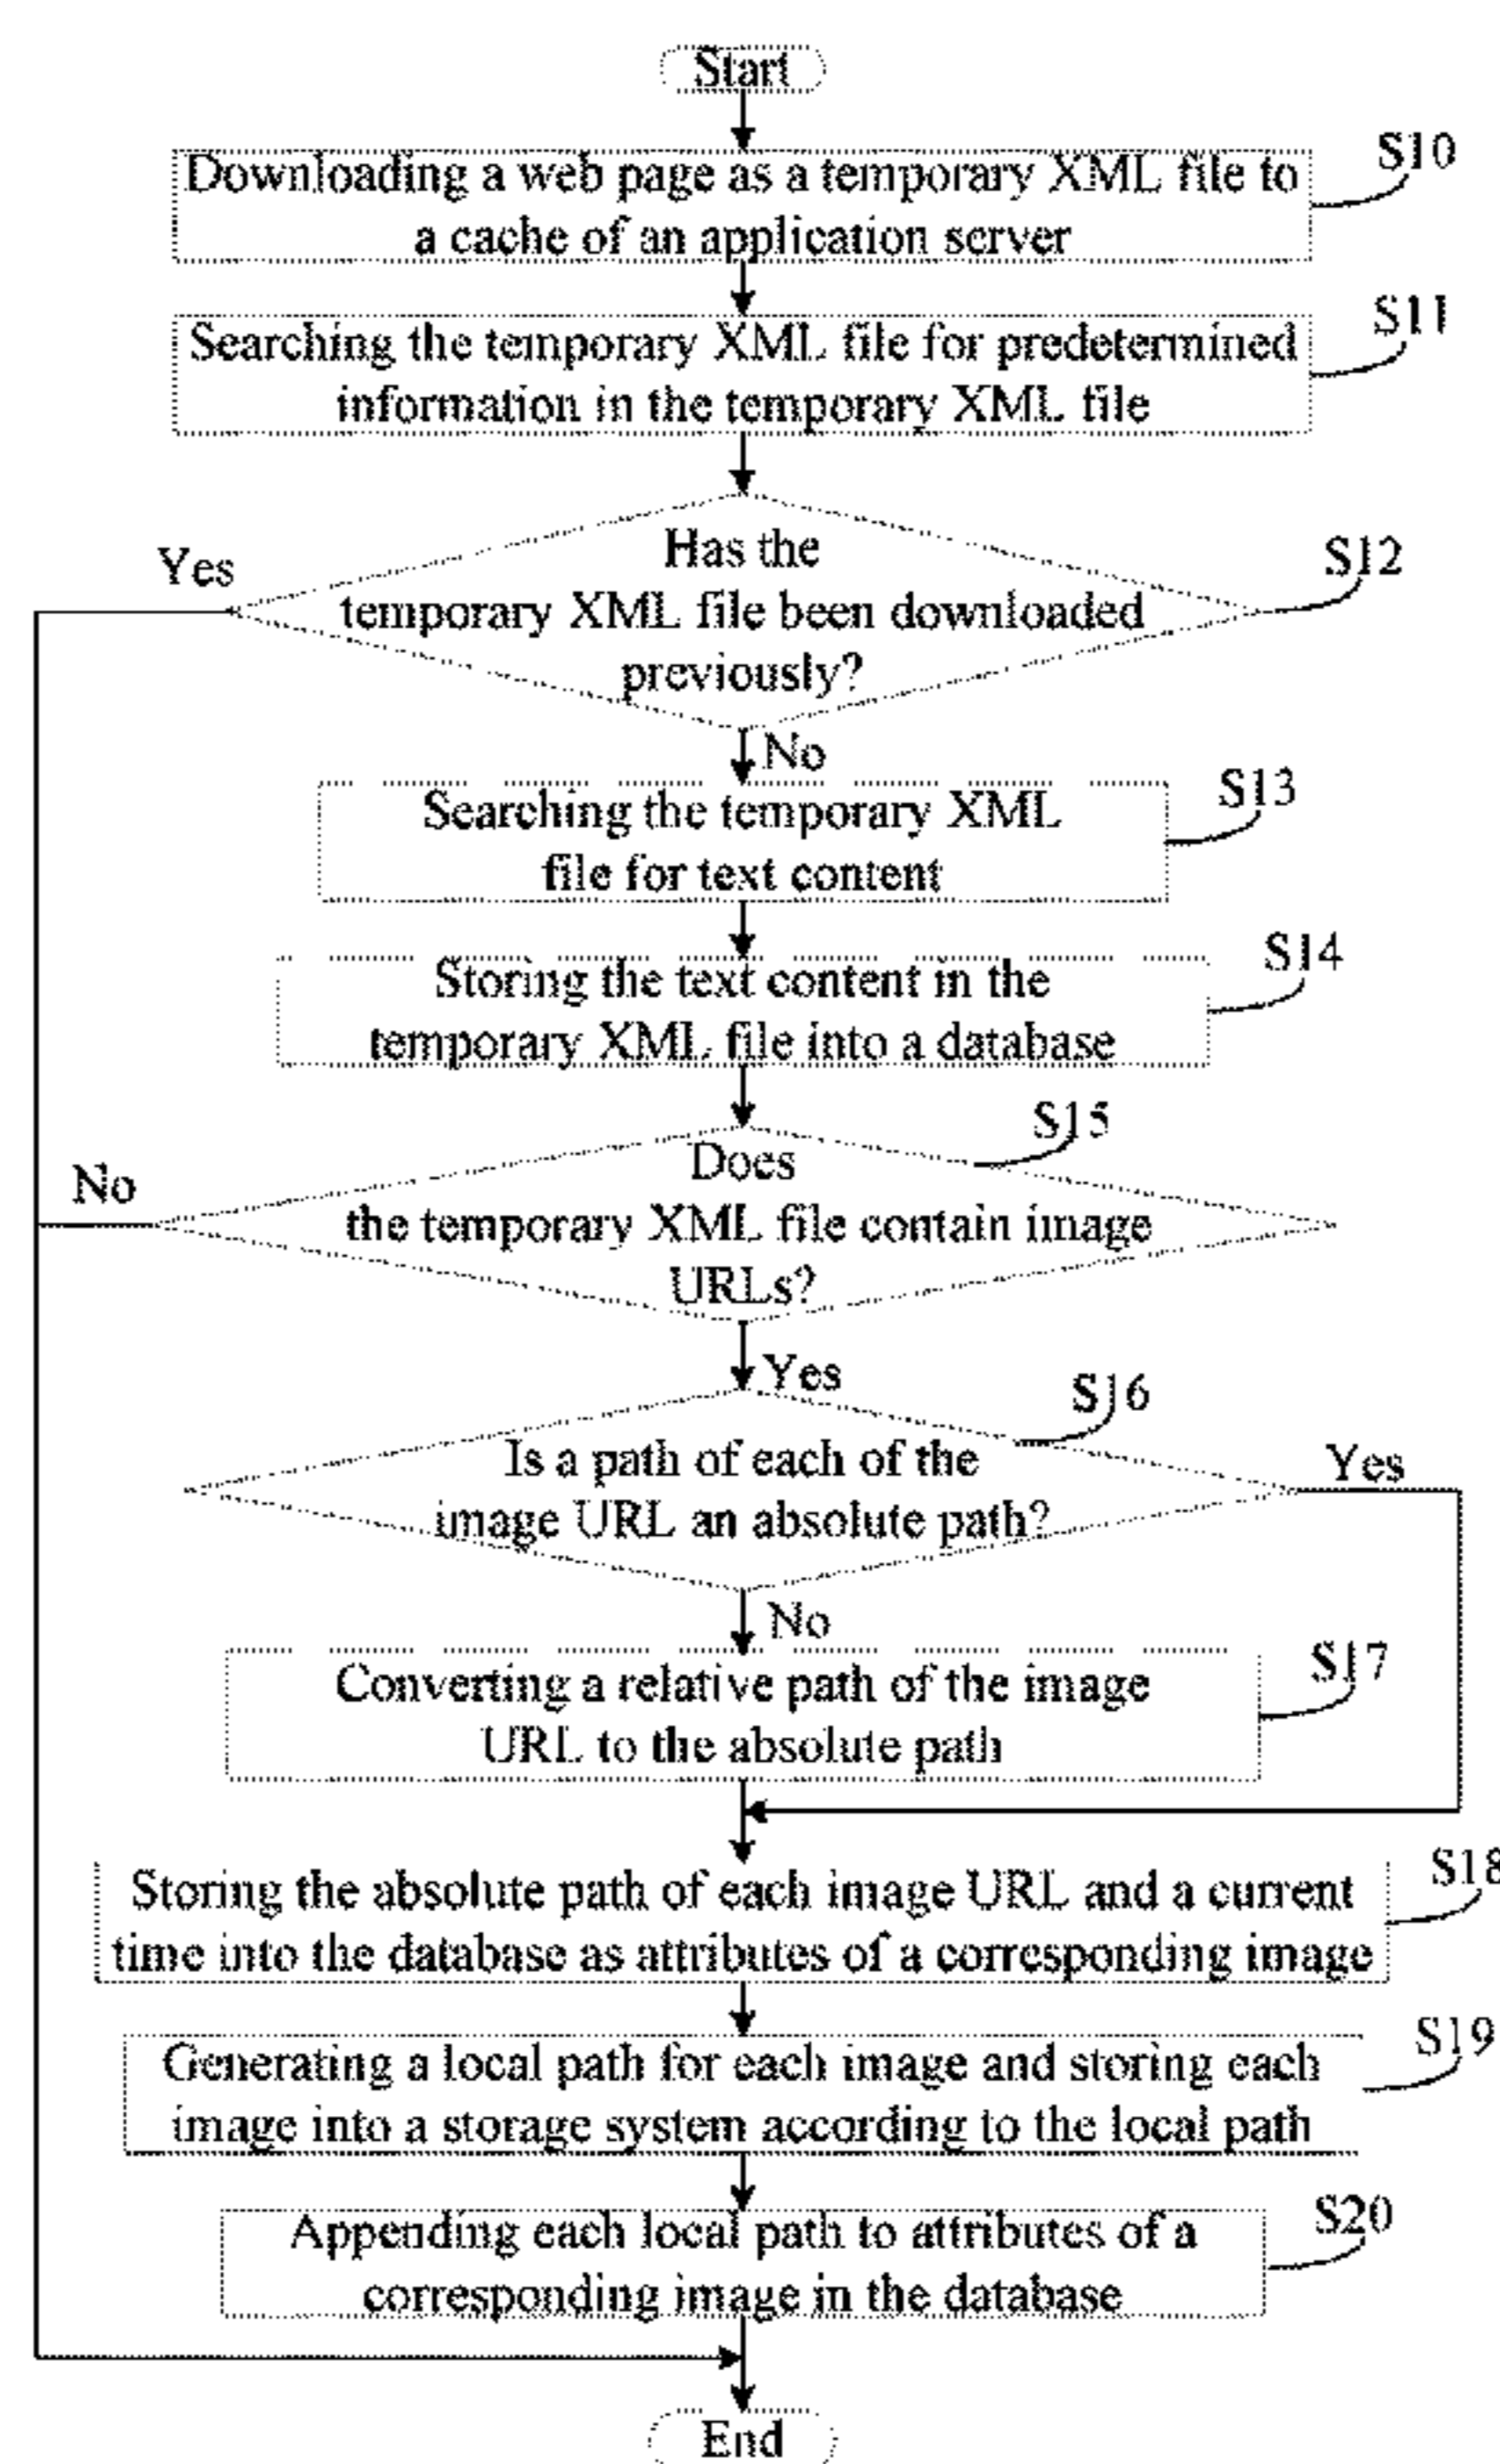 Start
Downloading a web page as a temporary XML file to
a cache of an application server
S10
Searching the temporary XML file for predetermined
information in the temporary XML file
S11
Has the
temporary XML file been downloaded
previously?
S12
Yes
No
Searching the temporary XML
file for text content
S13
Storing the text content in the
temporary XML file into a database
S14
Does
the temporary XML file contain image
URLs?
S15
No
Yes
Is a path of each of the
image URL an absolute path?
S16
Yes
No
Converting a relative path of the image
URL to the absolute path
S17
Storing the absolute path of each image URL and a current
time into the database as attributes of a corresponding image
S18
Generating a local path for each image and storing each
image into a storage system according to the local path
S19
Appending each local path to attributes of a
corresponding image in the database
S20
End